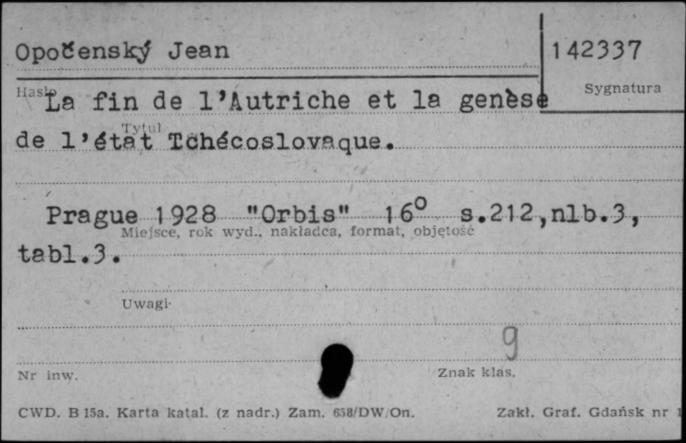 Opočenský Jean
142337
Hasło
Sygnatura
La fin de l'Autriche et la genèse
Tytuł
de l'état Tchécoslovaque.
Prague 1928 "Orbis" 16° s.212,nlb.3,
Miejsce, rok wyd., nakładca, format, objętość
tabl.3.
Uwagi
9
Nr inw.
Znak klas.
CWD. B 15a. Karta katal. (z nadr.) Zam. 658/DW/On. Zakł. Graf. Gdańsk nr 1